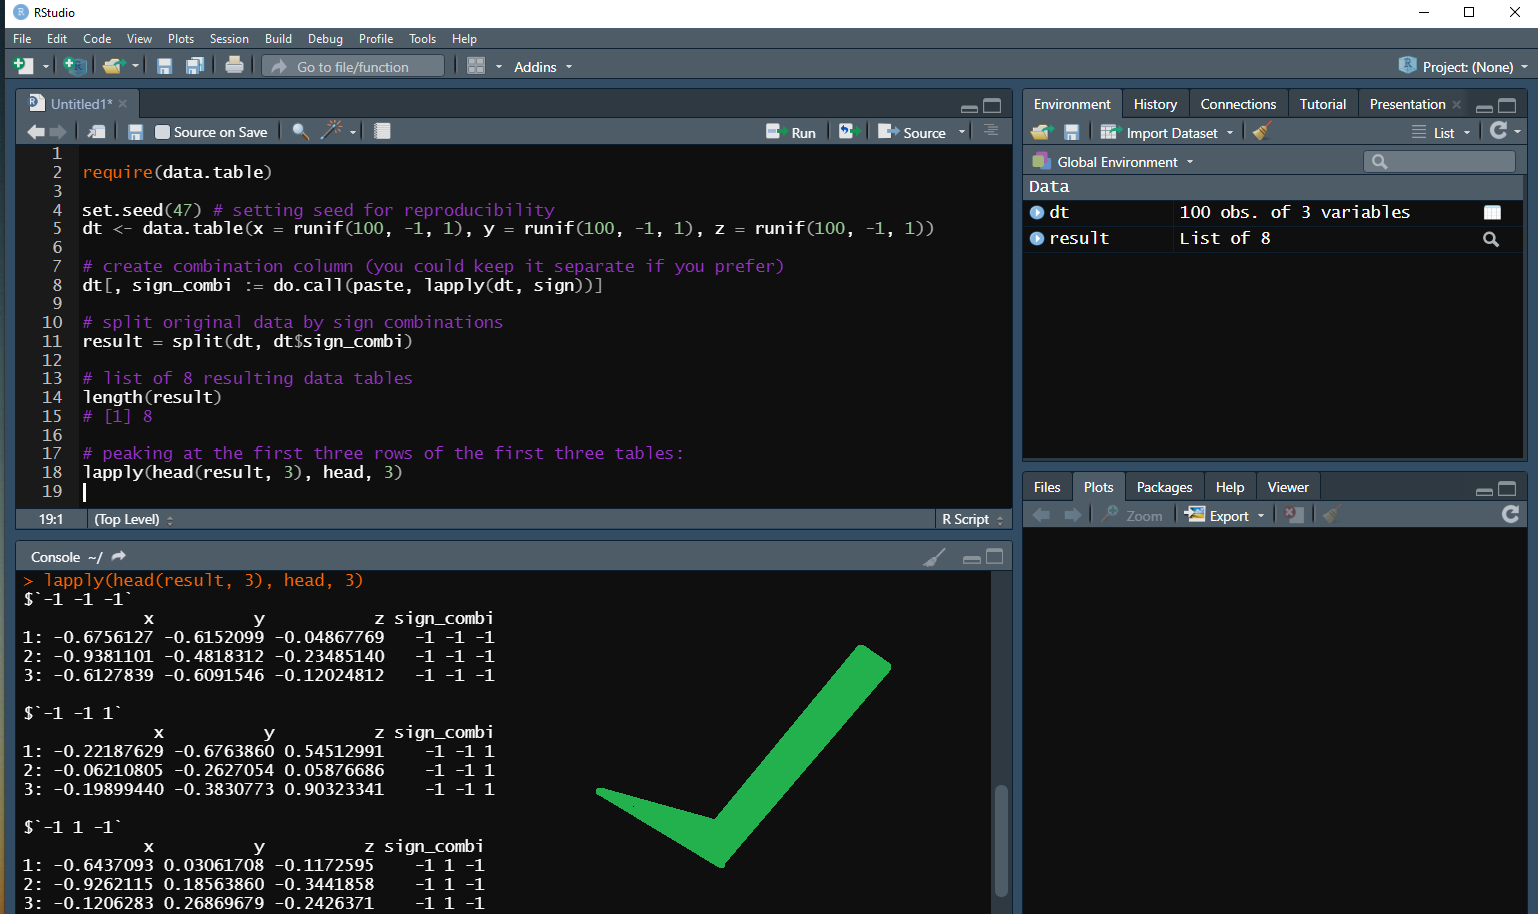 RStudio
File Edit Code View Plots Session Build Debug Profile Tools Help
Go to file/function Addins Project: (None)
Untitled1*
Source on Save Run Source
1
2 require(data.table)
3
4 set.seed(47) # setting seed for reproducibility
5 dt <- data.table(x = runif(100, -1, 1), y = runif(100, -1, 1), z = runif(100, -1, 1))
6
7 # create combination column (you could keep it separate if you prefer)
8 dt[, sign_combi := do.call(paste, lapply(dt, sign))]
9
10 # split original data by sign combinations
11 result = split(dt, dt$sign_combi)
12
13 # list of 8 resulting data tables
14 length(result)
15 # [1] 8
16
17 # peaking at the first three rows of the first three tables:
18 lapply(head(result, 3), head, 3)
19
19:1 (Top Level) R Script
Console ~/
> lapply(head(result, 3), head, 3)
$`-1 -1 -1`
x y z sign_combi
1: -0.6756127 -0.6152099 -0.04867769 -1 -1 -1
2: -0.9381101 -0.4818312 -0.23485140 -1 -1 -1
3: -0.6127839 -0.6091546 -0.12024812 -1 -1 -1
$`-1 -1 1`
x y z sign_combi
1: -0.22187629 -0.6763860 0.54512991 -1 -1 1
2: -0.06210805 -0.2627054 0.05876686 -1 -1 1
3: -0.19899440 -0.3830773 0.90323341 -1 -1 1
$`-1 1 -1`
x y z sign_combi
1: -0.6437093 0.03061708 -0.1172595 -1 1 -1
2: -0.9262115 0.18563860 -0.3441858 -1 1 -1
3: -0.1206283 0.26869679 -0.2426371 -1 1 -1
Environment History Connections Tutorial Presentation
Import Dataset List
Global Environment
Data
dt 100 obs. of 3 variables
result List of 8
Files Plots Packages Help Viewer
Zoom Export